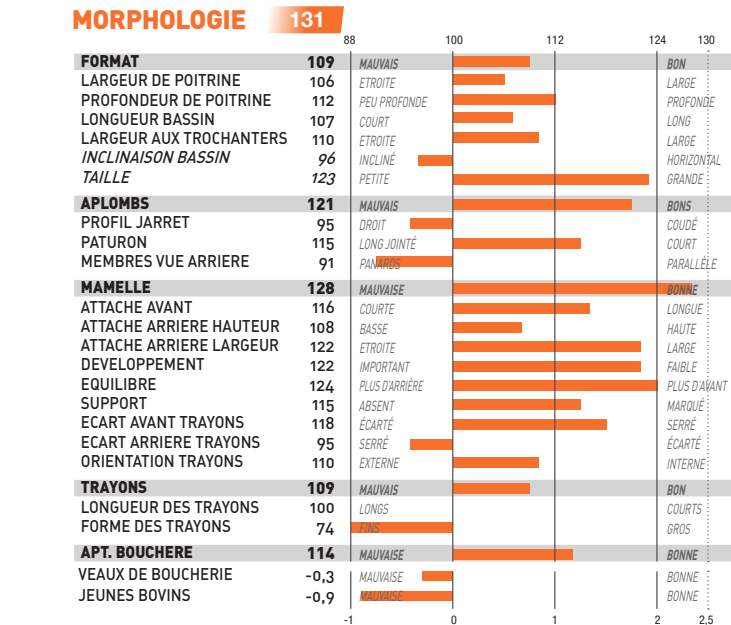 MORPHOLOGIE 131
88 100 112 124 130
FORMAT 109 MAUVAIS BON
LARGEUR DE POITRINE 106 ETROITE LARGE
PROFONDEUR DE POITRINE 112 PEU PROFONDE PROFONDE
LONGUEUR BASSIN 107 COURT LONG
LARGEUR AUX TROCHANTERS 110 ETROITE LARGE
INCLINAISON BASSIN 96 INCLINÉ HORIZONTAL
TAILLE 123 PETITE GRANDE
APLOMBS 121 MAUVAIS BONS
PROFIL JARRET 95 DROIT COUDÉ
PATURON 115 LONG JOINTÉ COURT
MEMBRES VUE ARRIERE 91 PANARDS PARALLÈLE
MAMELLE 128 MAUVAISE BONNE
ATTACHE AVANT 116 COURTE LONGUE
ATTACHE ARRIERE HAUTEUR 108 BASSE HAUTE
ATTACHE ARRIERE LARGEUR 122 ETROITE LARGE
DEVELOPPEMENT 122 IMPORTANT FAIBLE
EQUILIBRE 124 PLUS D'ARRIÈRE PLUS D'AVANT
SUPPORT 115 ABSENT MARQUÉ
ECART AVANT TRAYONS 118 ÉCARTÉ SERRÉ
ECART ARRIERE TRAYONS 95 SERRÉ ÉCARTÉ
ORIENTATION TRAYONS 110 EXTERNE INTERNE
TRAYONS 109 MAUVAIS BON
LONGUEUR DES TRAYONS 100 LONGS COURTS
FORME DES TRAYONS 74 FINS GROS
APT. BOUCHERE 114 MAUVAISE BONNE
VEAUX DE BOUCHERIE -0,3 MAUVAISE BONNE
JEUNES BOVINS -0,9 MAUVAISE BONNE
-1 0 1 2 2,5